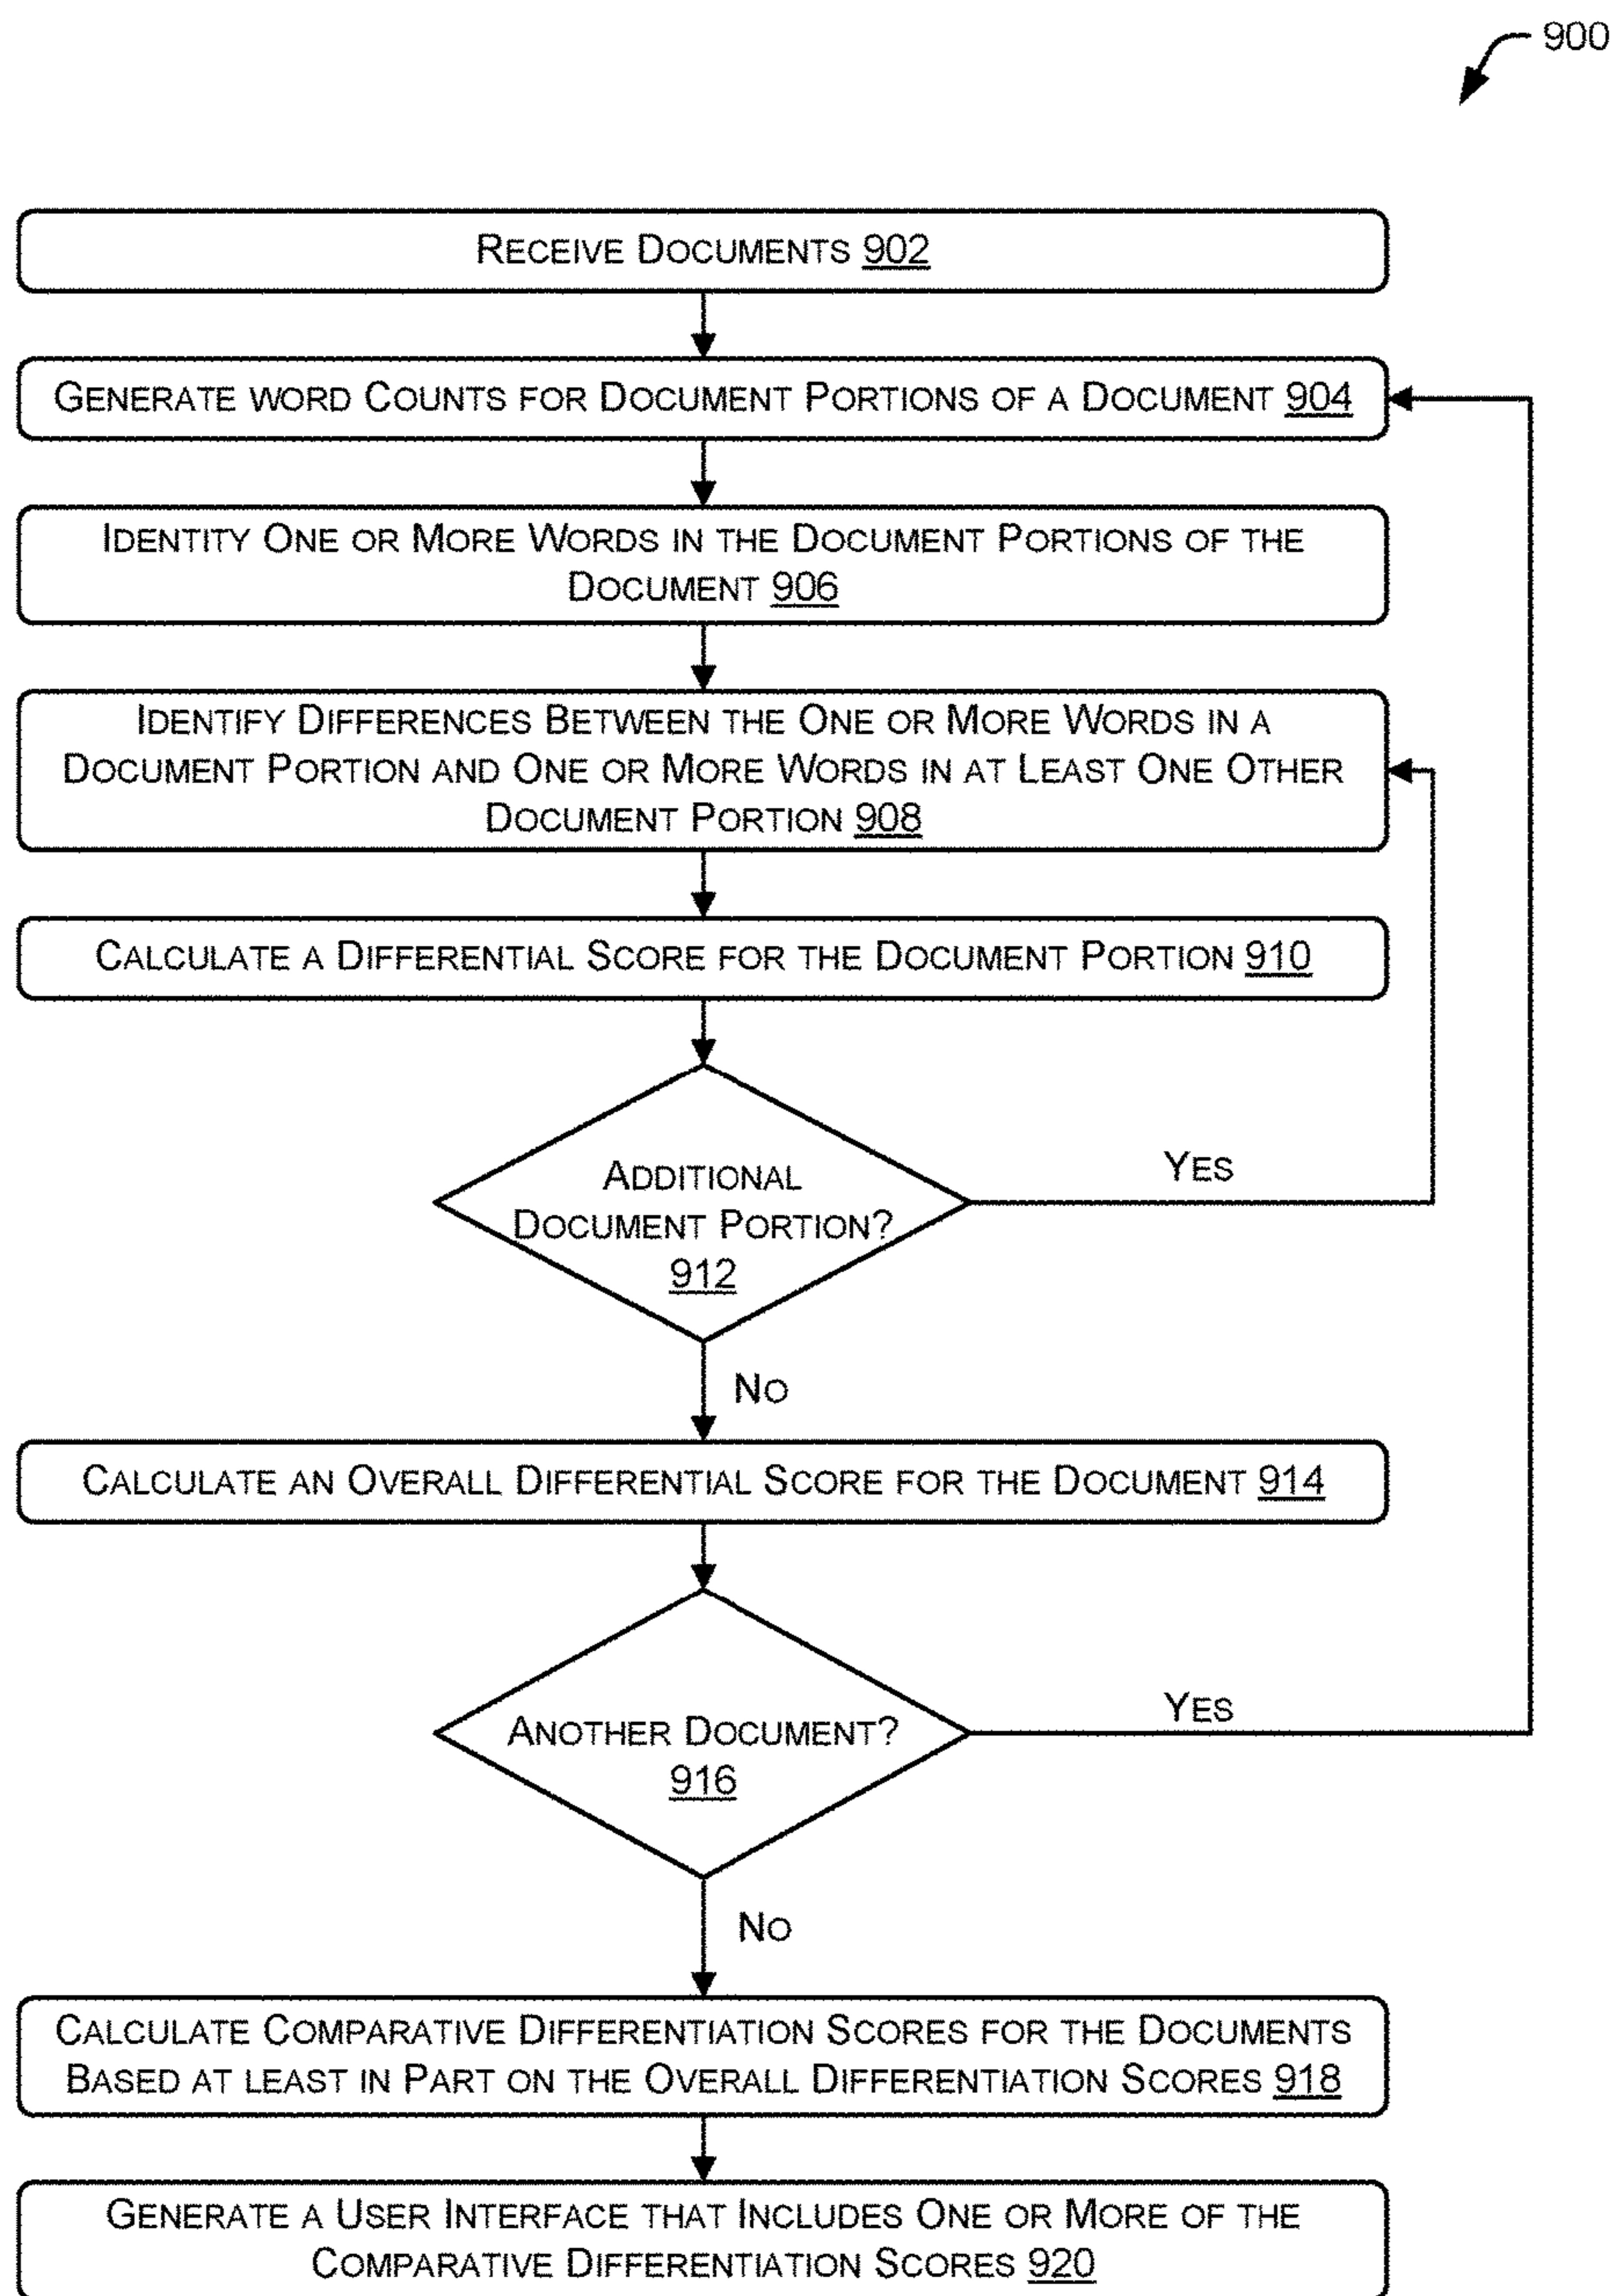 900
RECEIVE DOCUMENTS 902
GENERATE WORD COUNTS FOR DOCUMENT PORTIONS OF A DOCUMENT 904
IDENTITY ONE OR MORE WORDS IN THE DOCUMENT PORTIONS OF THE
DOCUMENT 906
IDENTIFY DIFFERENCES BETWEEN THE ONE OR MORE WORDS IN A
DOCUMENT PORTION AND ONE OR MORE WORDS IN AT LEAST ONE OTHER
DOCUMENT PORTION 908
CALCULATE A DIFFERENTIAL SCORE FOR THE DOCUMENT PORTION 910
ADDITIONAL
DOCUMENT PORTION?
912
YES
NO
CALCULATE AN OVERALL DIFFERENTIAL SCORE FOR THE DOCUMENT 914
ANOTHER DOCUMENT?
916
YES
NO
CALCULATE COMPARATIVE DIFFERENTIATION SCORES FOR THE DOCUMENTS
BASED AT LEAST IN PART ON THE OVERALL DIFFERENTIATION SCORES 918
GENERATE A USER INTERFACE THAT INCLUDES ONE OR MORE OF THE
COMPARATIVE DIFFERENTIATION SCORES 920